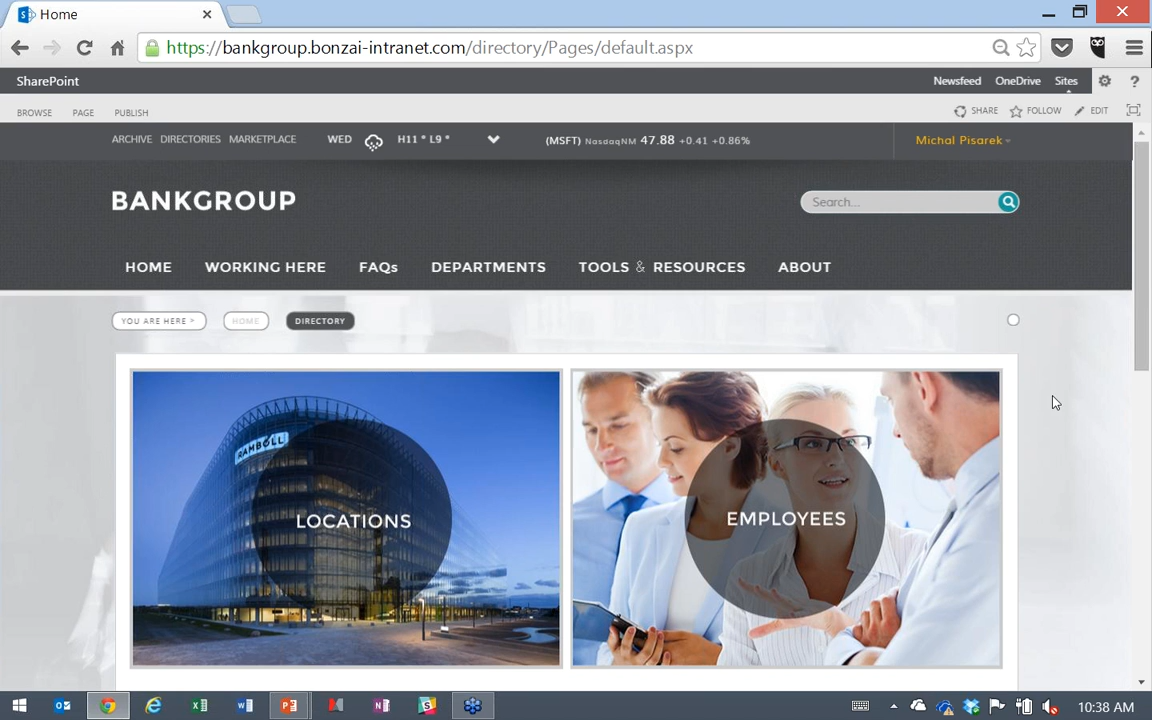 Home
https://bankgroup.bonzai-intranet.com/directory/Pages/default.aspx
SharePoint
Newsfeed OneDrive Sites ?
BROWSE PAGE PUBLISH
SHARE FOLLOW EDIT
ARCHIVE DIRECTORIES MARKETPLACE WED H11 ° L9 ° (MSFT) NasdaqNM 47.88 +0.41 +0.86% Michal Pisarek
BANKGROUP
Search...
HOME WORKING HERE FAQs DEPARTMENTS TOOLS & RESOURCES ABOUT
YOU ARE HERE > HOME DIRECTORY
RAMBOLL
LOCATIONS
EMPLOYEES
10:38 AM